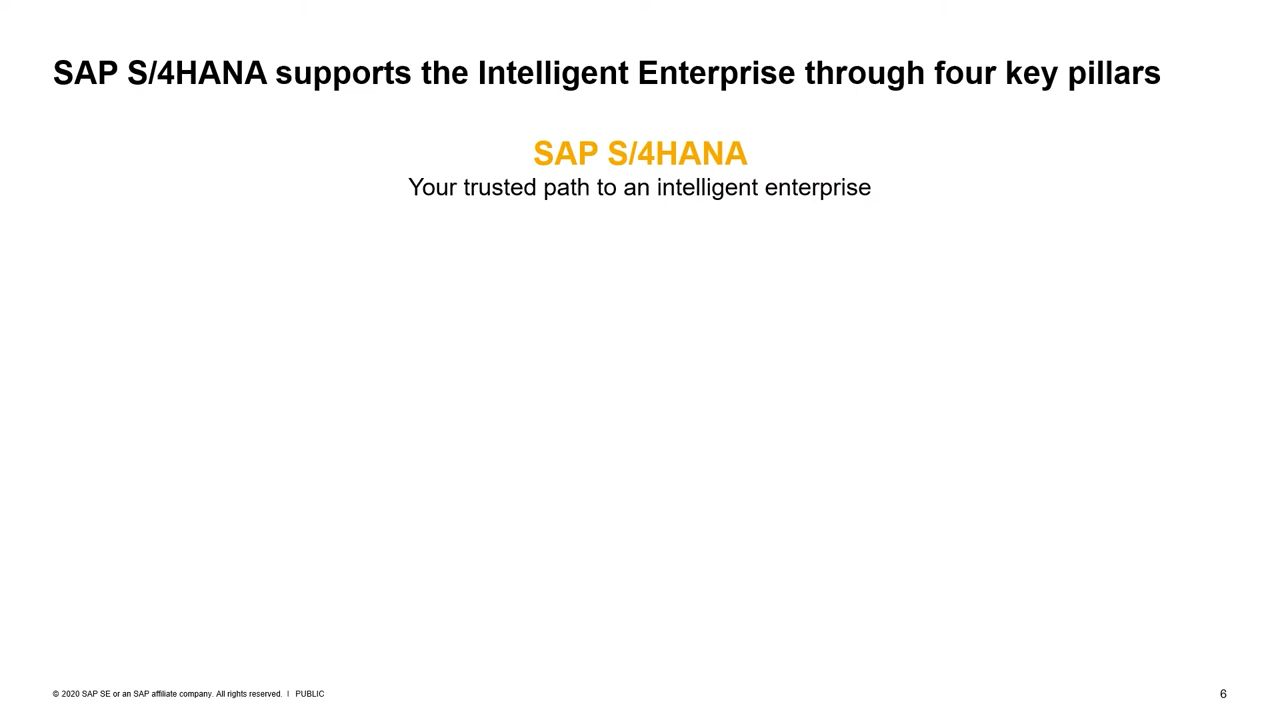 SAP S/4HANA supports the Intelligent Enterprise through four key pillars
SAP S/4HANA
Your trusted path to an intelligent enterprise
© 2020 SAP SE or an SAP affiliate company. All rights reserved. I PUBLIC
6